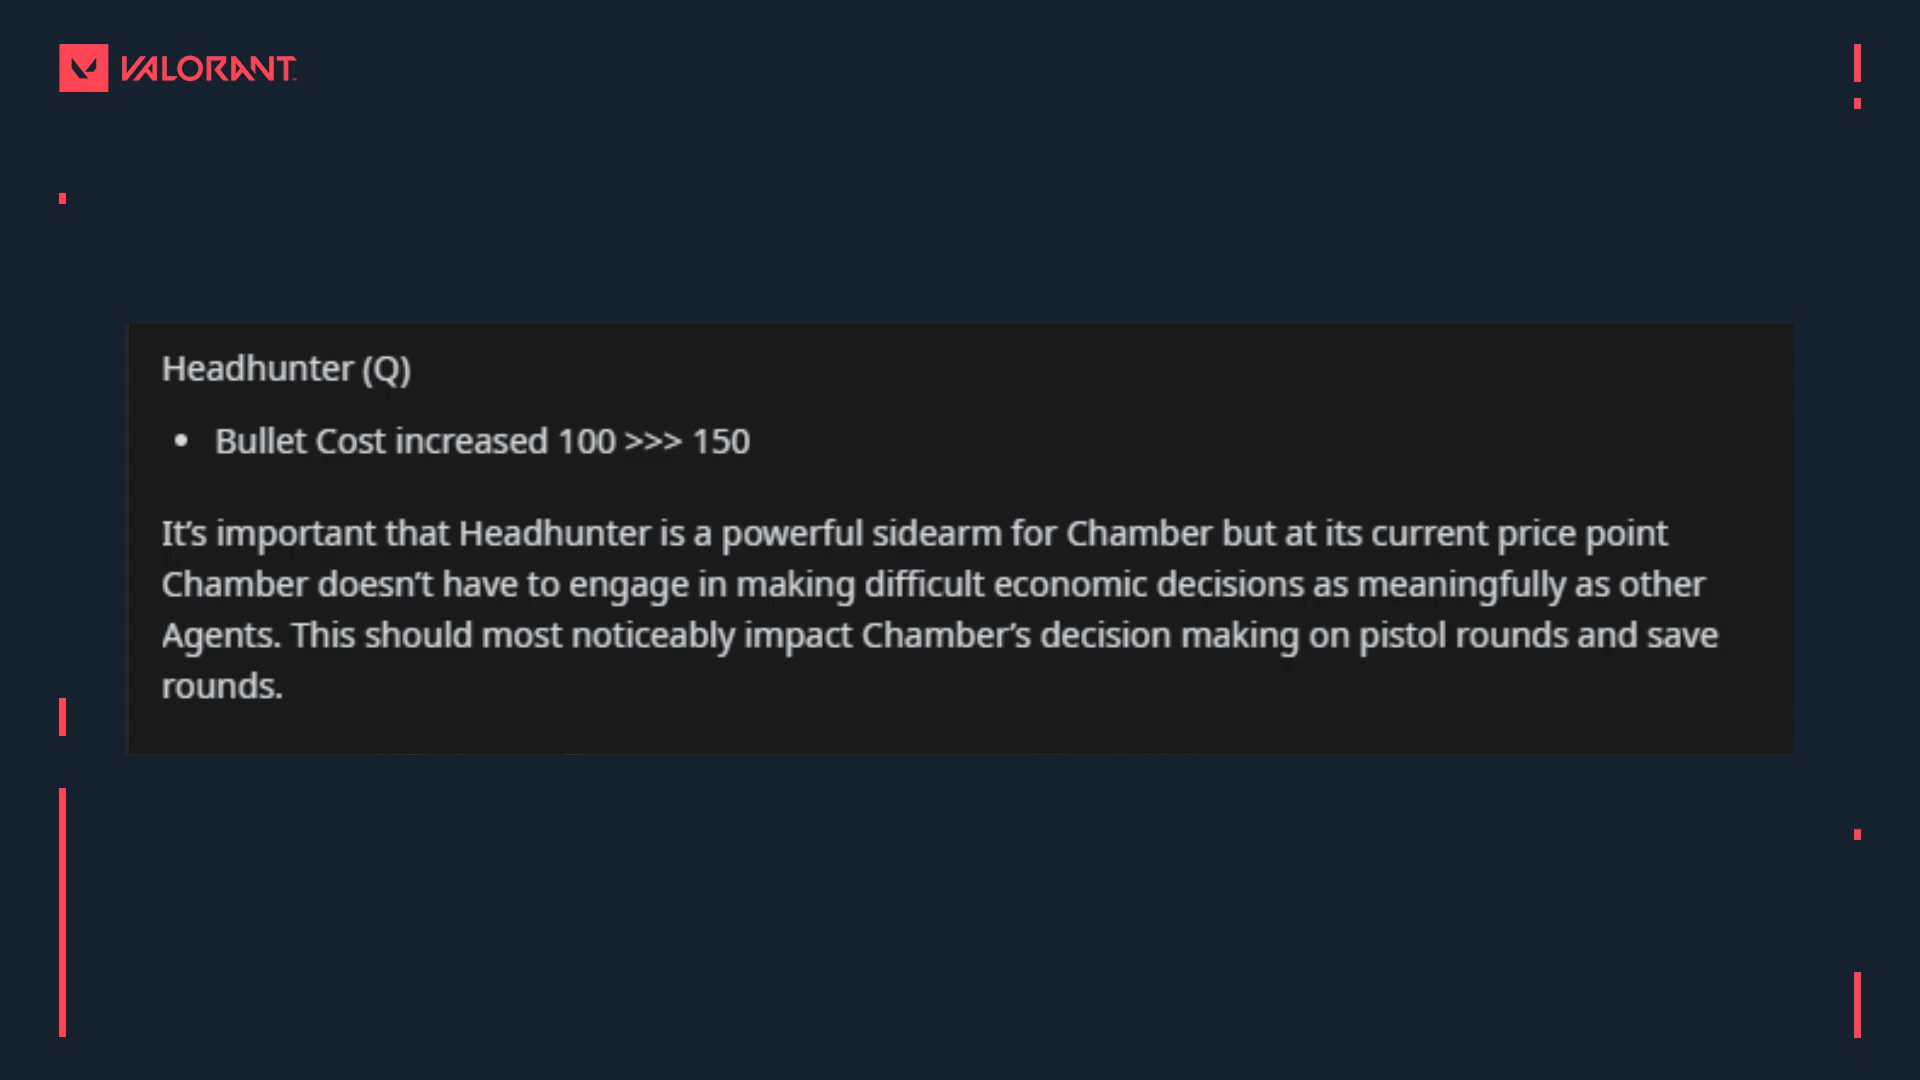 VALORANT
Headhunter (Q)
• Bullet Cost increased 100 >>> 150
It’s important that Headhunter is a powerful sidearm for Chamber but at its current price point
Chamber doesn’t have to engage in making difficult economic decisions as meaningfully as other
Agents. This should most noticeably impact Chamber’s decision making on pistol rounds and save
rounds.